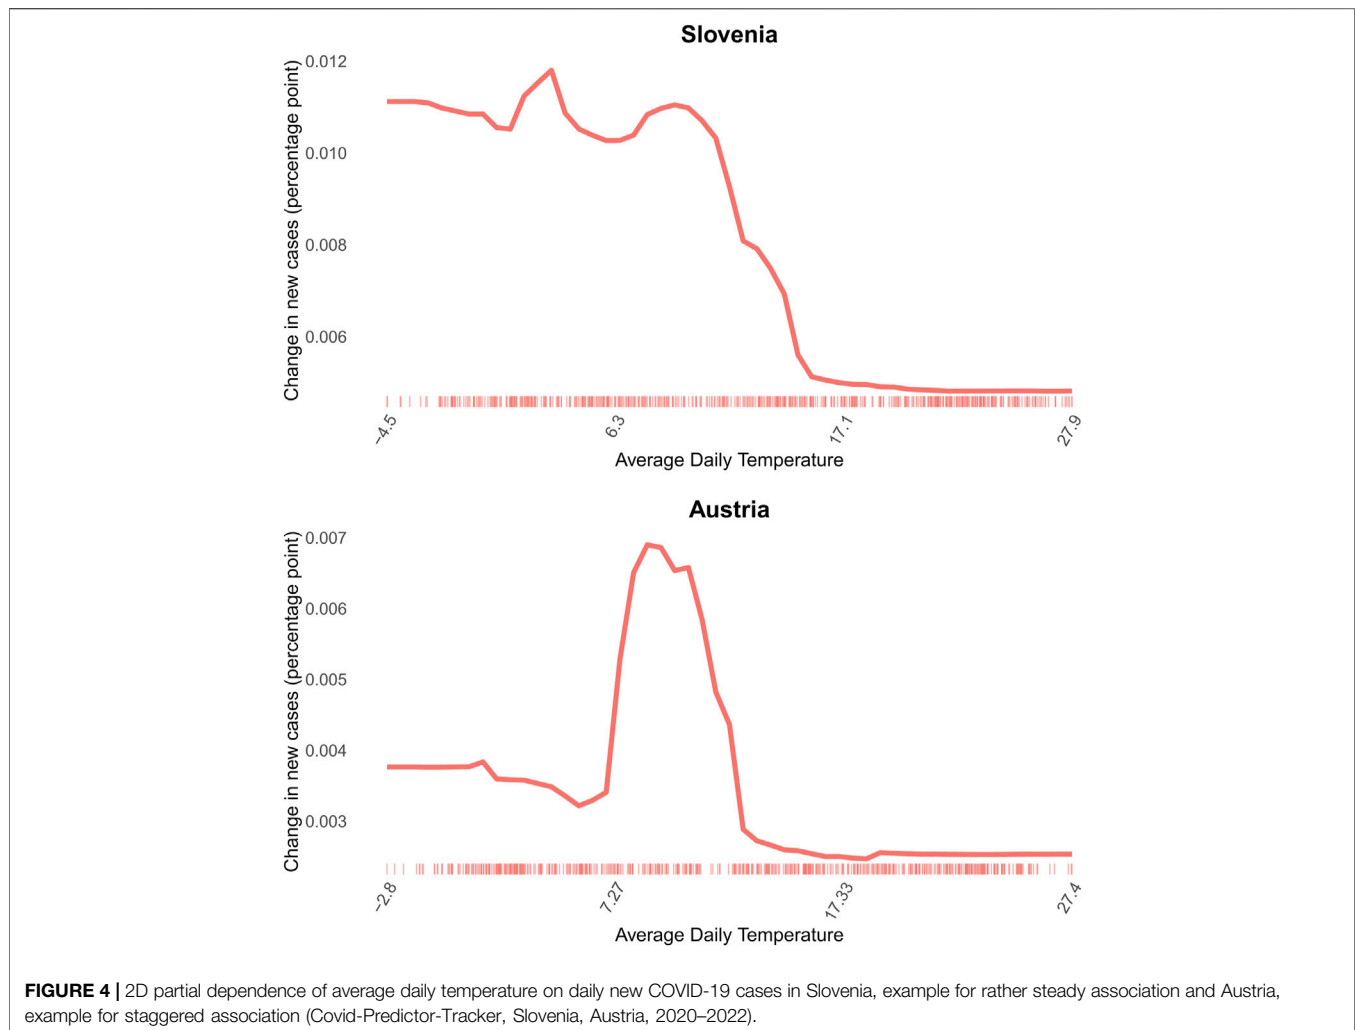 Slovenia
Change in new cases (percentage point)
0.012
0.010
0.008
0.006
−4.5
6.3
17.1
27.9
Average Daily Temperature
Austria
Change in new cases (percentage point)
0.007
0.006
0.005
0.004
0.003
−2.8
7.27
17.33
27.4
Average Daily Temperature
FIGURE 4 | 2D partial dependence of average daily temperature on daily new COVID-19 cases in Slovenia, example for rather steady association and Austria,
example for staggered association (Covid-Predictor-Tracker, Slovenia, Austria, 2020–2022).